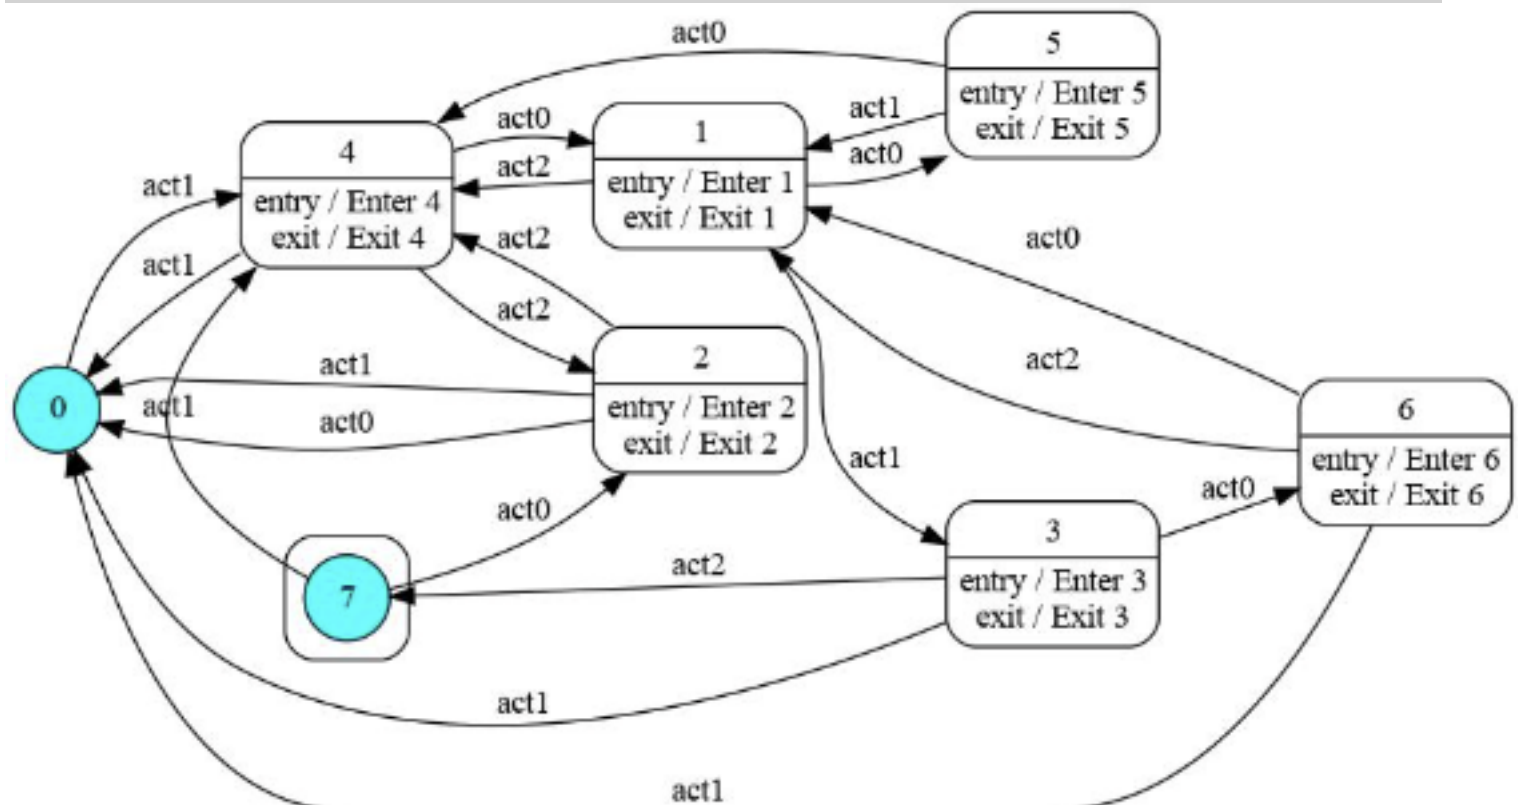 act0
5
entry / Enter 5
exit / Exit 5
act1
act0
4
entry / Enter 4
exit / Exit 4
act0
act2
1
entry / Enter 1
exit / Exit 1
act1
act1
act2
act2
act0
act2
2
entry / Enter 2
exit / Exit 2
act1
act1
act0
0
6
entry / Enter 6
exit / Exit 6
act1
act0
act0
3
entry / Enter 3
exit / Exit 3
act2
7
act1
act1